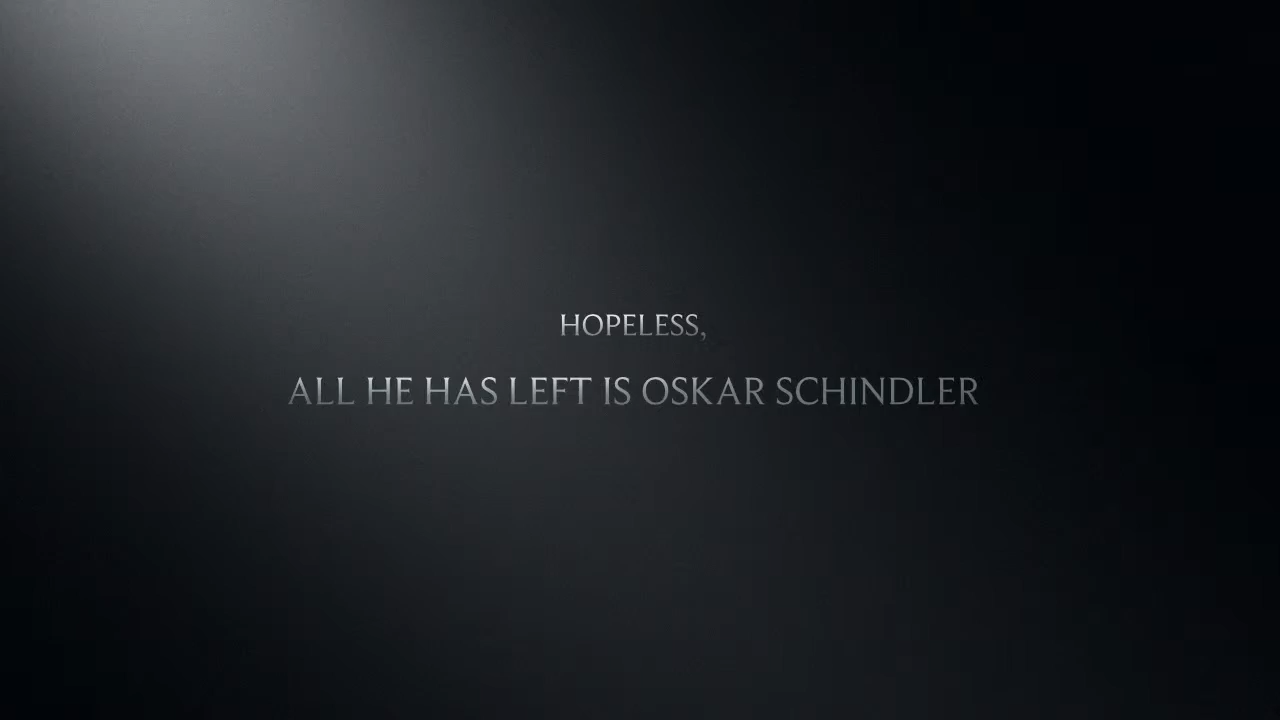 HOPELESS,
ALL HE HAS LEFT IS OSKAR SCHINDLER